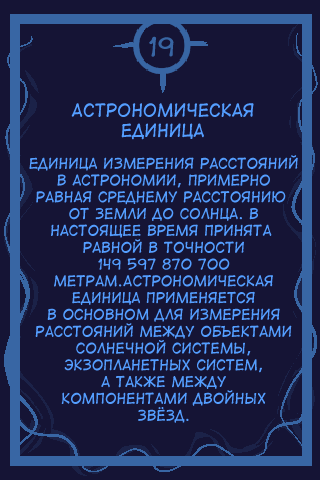 19
АСТРОНОМИЧЕСКАЯ
ЕДИНИЦА
ЕДИНИЦА ИЗМЕРЕНИЯ РАССТОЯНИЙ
В АСТРОНОМИИ, ПРИМЕРНО
РАВНАЯ СРЕДНЕМУ РАССТОЯНИЮ
ОТ ЗЕМЛИ ДО СОЛНЦА. В
НАСТОЯЩЕЕ ВРЕМЯ ПРИНЯТА
РАВНОЙ В ТОЧНОСТИ
149 597 870 700
МЕТРАМ.АСТРОНОМИЧЕСКАЯ
ЕДИНИЦА ПРИМЕНЯЕТСЯ
В ОСНОВНОМ ДЛЯ ИЗМЕРЕНИЯ
РАССТОЯНИЙ МЕЖДУ ОБЪЕКТАМИ
СОЛНЕЧНОЙ СИСТЕМЫ,
ЭКЗОПЛАНЕТНЫХ СИСТЕМ,
А ТАКЖЕ МЕЖДУ
КОМПОНЕНТАМИ ДВОЙНЫХ
ЗВЁЗД.